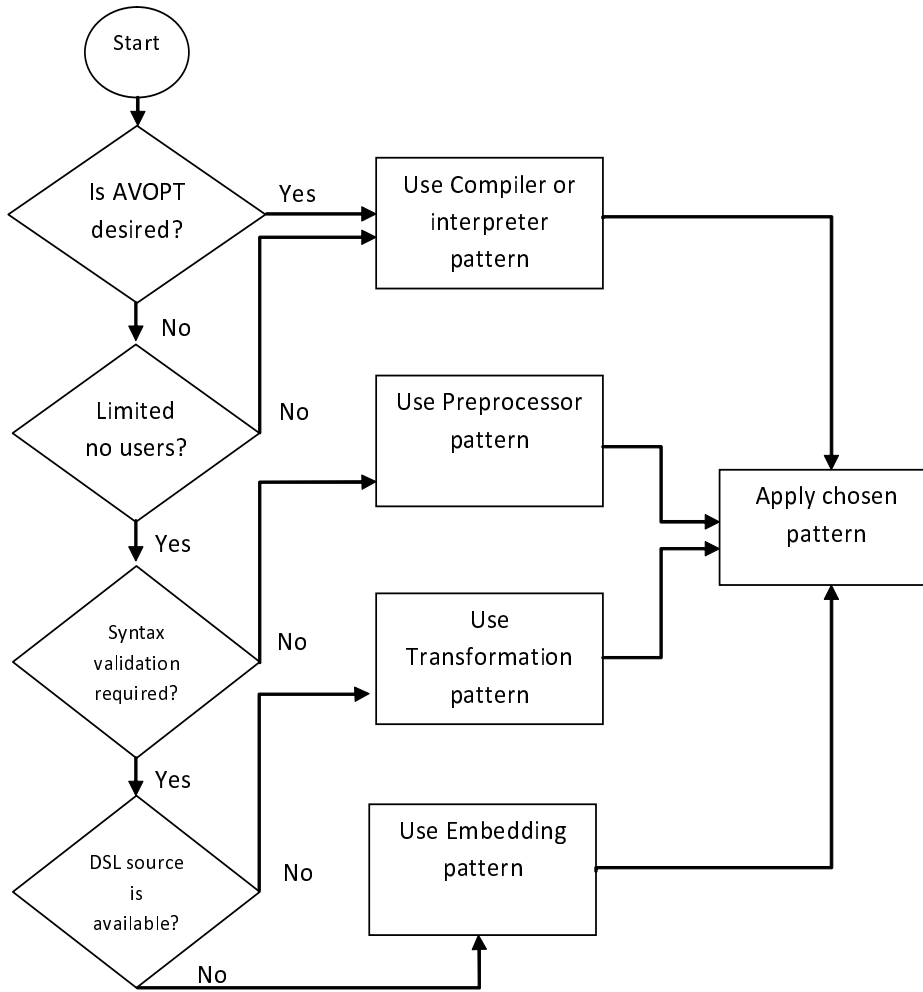 Start
Is AVOPT
desired?
Yes
Use Compiler or
interpreter
pattern
No
Limited
no users?
No
Use Preprocessor
pattern
Yes
Apply chosen
pattern
Syntax
validation
required?
No
Use
Transformation
pattern
Yes
DSL source
is
available?
No
Use Embedding
pattern
No